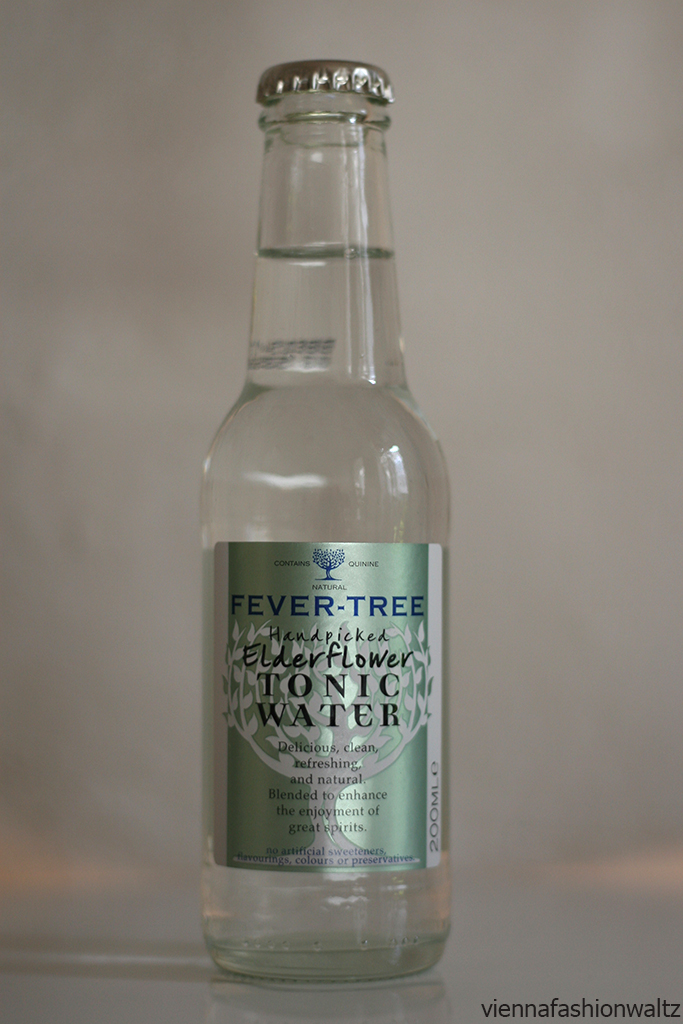 CONTAINS QUININE
NATURAL
FEVER-TREE
Handpicked
Elderflower
TONIC
WATER
Delicious, clean,
refreshing,
and natural.
Blended to enhance
the enjoyment of
great spirits.
no artificial sweeteners,
flavourings, colours or preservatives
200ML e
viennafashionwaltz